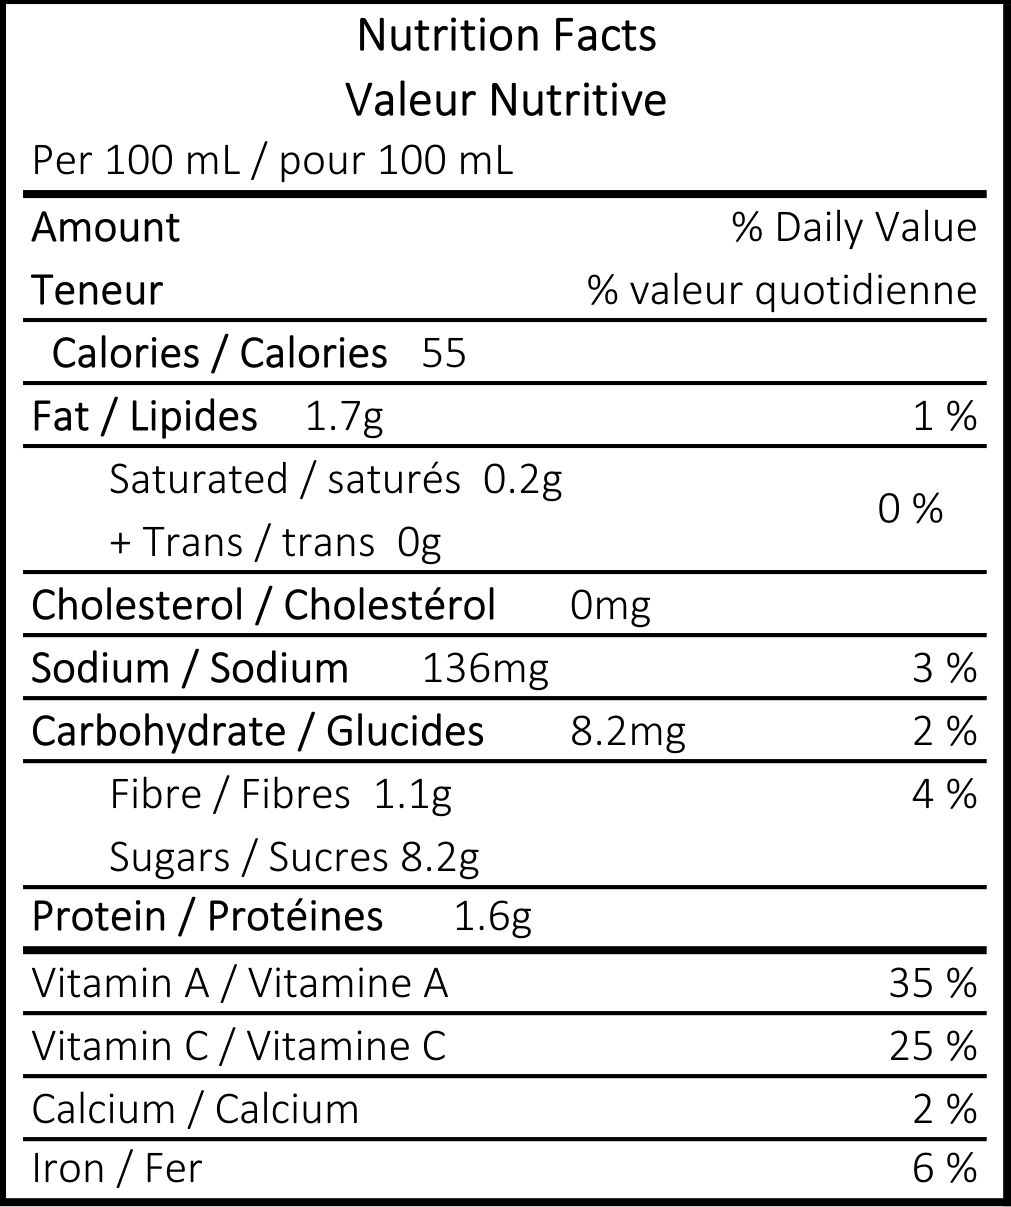 Nutrition Facts
Valeur Nutritive
Per 100 mL / pour 100 mL
Amount % Daily Value
Teneur % valeur quotidienne
Calories / Calories 55
Fat / Lipides 1.7g 1 %
Saturated / saturés 0.2g
0 %
+ Trans / trans 0g
Cholesterol / Cholestérol 0mg
Sodium / Sodium 136mg 3 %
Carbohydrate / Glucides 8.2mg 2 %
Fibre / Fibres 1.1g 4 %
Sugars / Sucres 8.2g
Protein / Protéines 1.6g
Vitamin A / Vitamine A 35 %
Vitamin C / Vitamine C 25 %
Calcium / Calcium 2 %
Iron / Fer 6 %